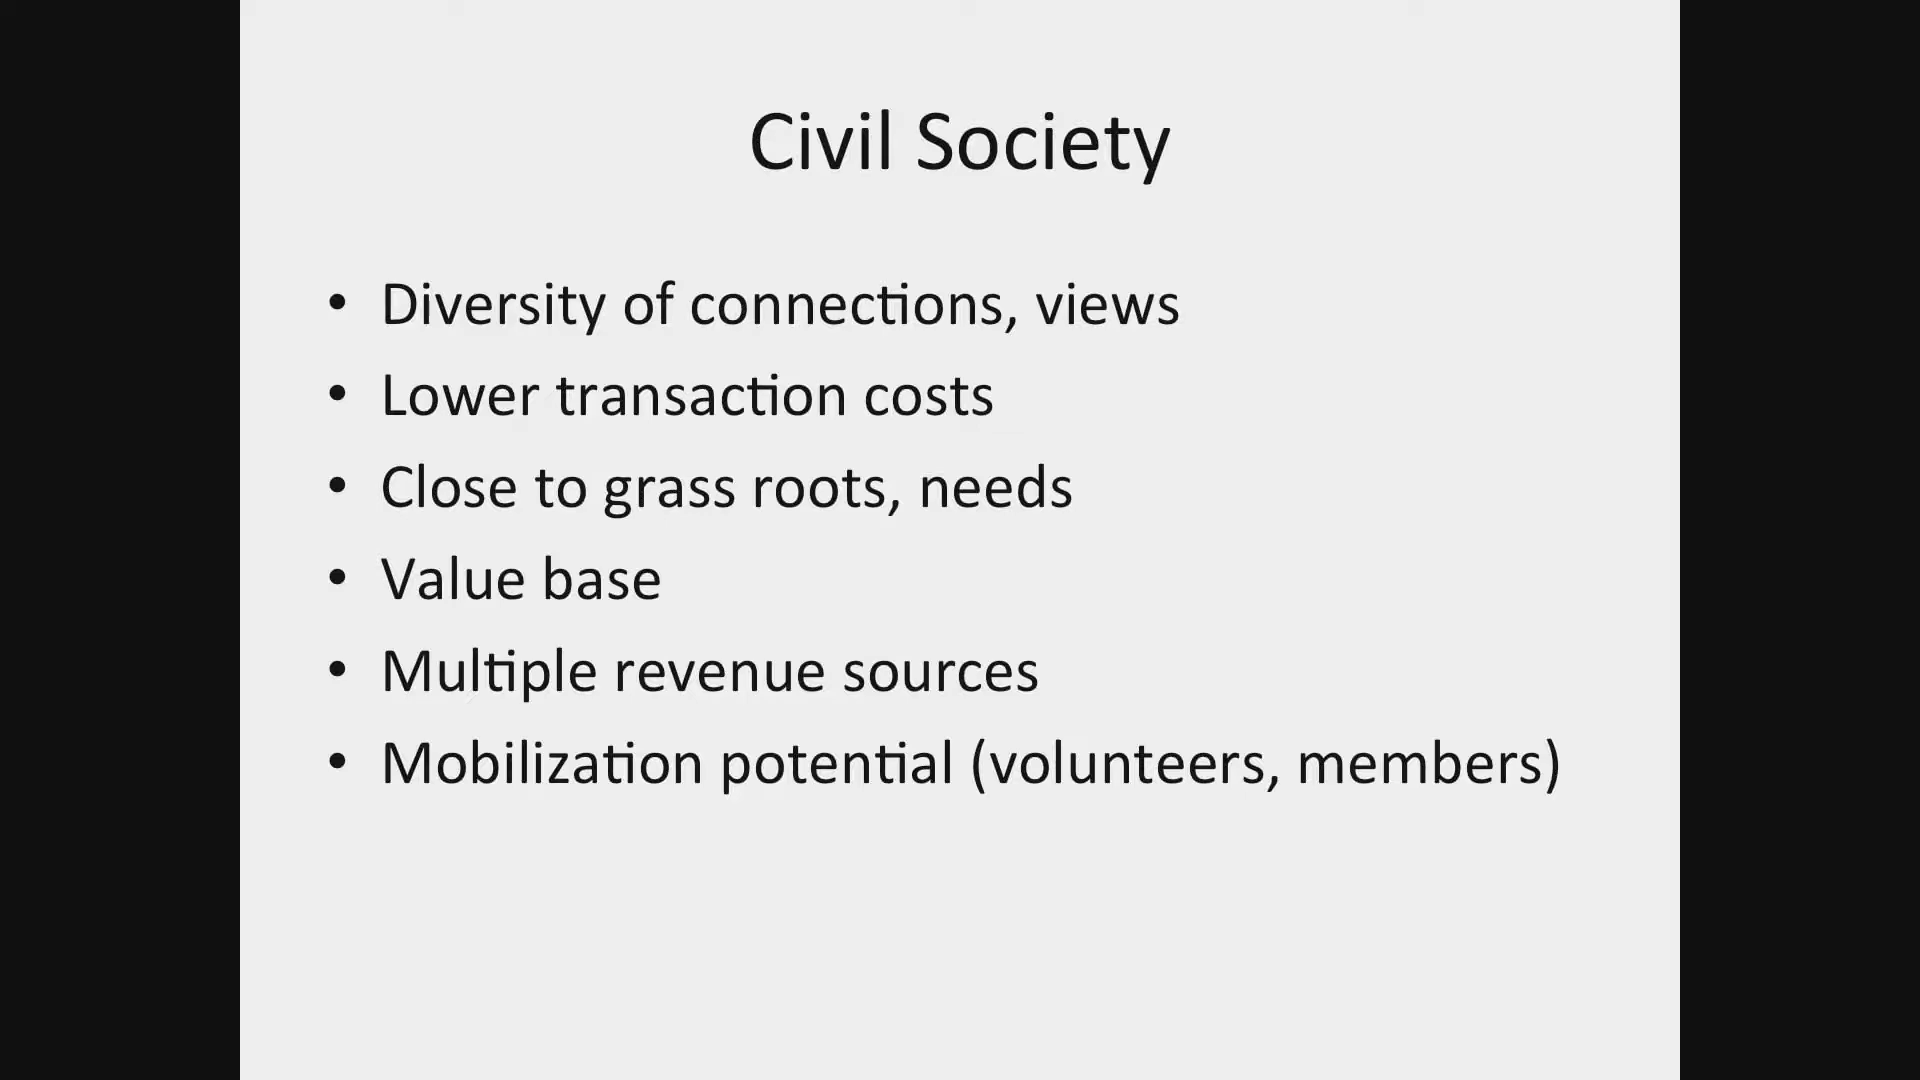 Civil Society
• Diversity of connections, views
• Lower transaction costs
• Close to grass roots, needs
• Value base
• Multiple revenue sources
• Mobilization potential (volunteers, members)